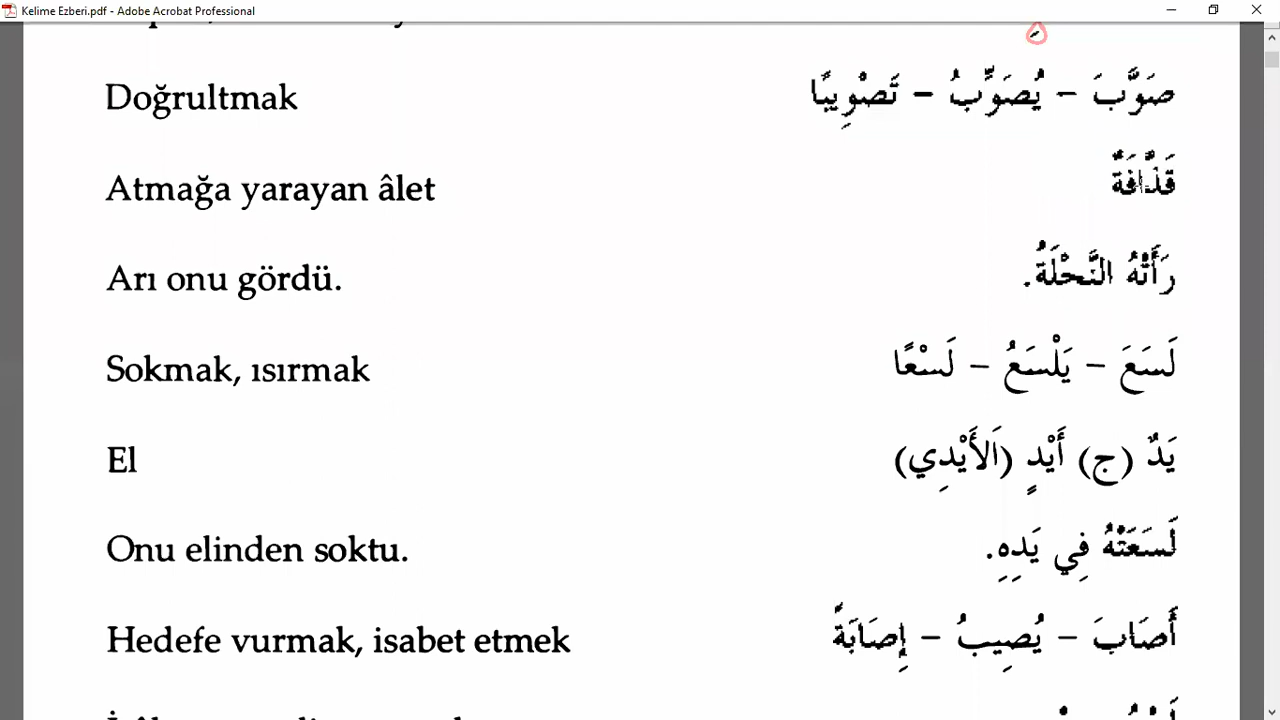 Kelime Ezberi.pdf - Adobe Acrobat Professional
Doğrultmak صَوَّبَ – يُصَوِّبُ – تَصْوِيبًا
Atmağa yarayan âlet قَذَّافَةٌ
Arı onu gördü. رَأَتْهُ النَّحْلَةُ.
Sokmak, ısırmak لَسَعَ – يَلْسَعُ – لَسْعًا
El يَدٌ (ج) أَيْدٍ (اَلأَيْدِي)
Onu elinden soktu. لَسَعَتْهُ فِي يَدِهِ.
Hedefe vurmak, isabet etmek أَصَابَ – يُصِيبُ – إِصَابَةً